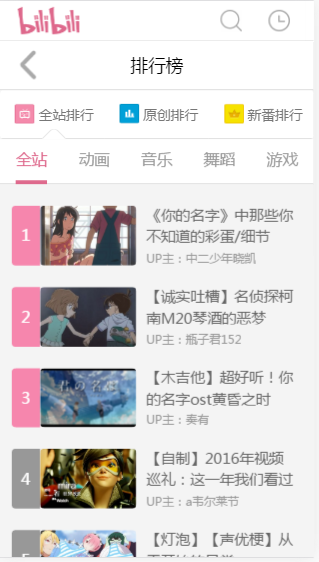 bilibili
排行榜
全站排行 原创排行 新番排行
全站 动画 音乐 舞蹈 游戏
1
《你的名字》中那些你
不知道的彩蛋/细节
UP主：中二少年晓凯
2
【诚实吐槽】名侦探柯
南M20琴酒的恶梦
UP主：瓶子君152
君の名
3
【木吉他】超好听！你
的名字ost黄昏之时
UP主：奏有
4
【自制】2016年视频
巡礼：这一年我们看过
UP主：a韦尔莱节
5
【灯泡】【声优梗】从